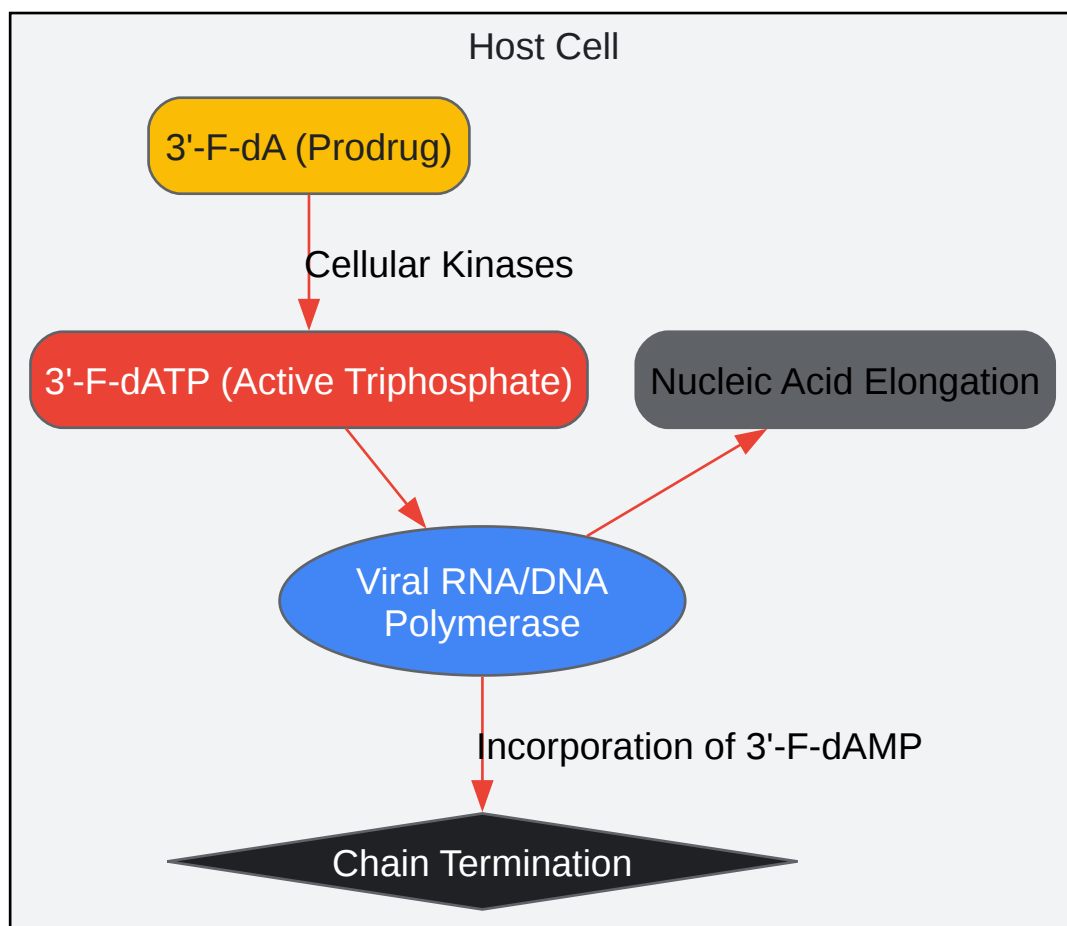 Host Cell
3'-F-dA (Prodrug)
Cellular Kinases
3'-F-dATP (Active Triphosphate)
Nucleic Acid Elongation
Viral RNA/DNA
Polymerase
Incorporation of 3'-F-dAMP
Chain Termination